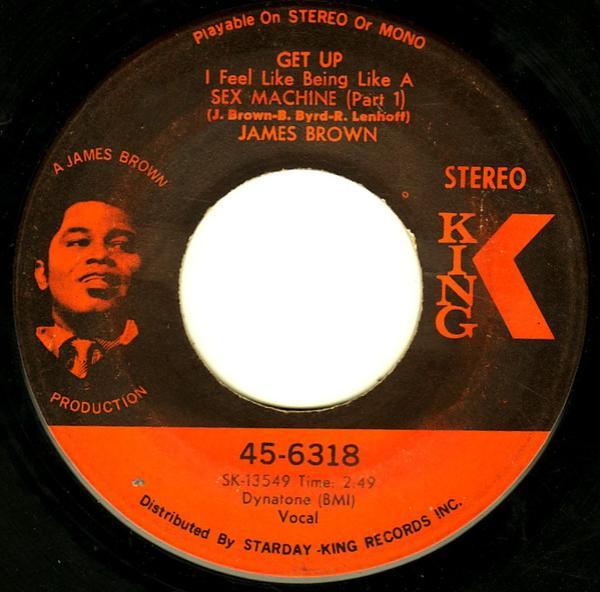 Playable On STEREO Or MONO
GET UP
I Feel Like Being Like A
SEX MACHINE (Part 1)
(J. Brown-B. Byrd-R. Lenhoff)
JAMES BROWN
A JAMES BROWN
PRODUCTION
STEREO
KING
45-6318
SK-13549 Time: 2:49
Dynatone (BMI)
Vocal
Distributed By STARDAY-KING RECORDS INC.